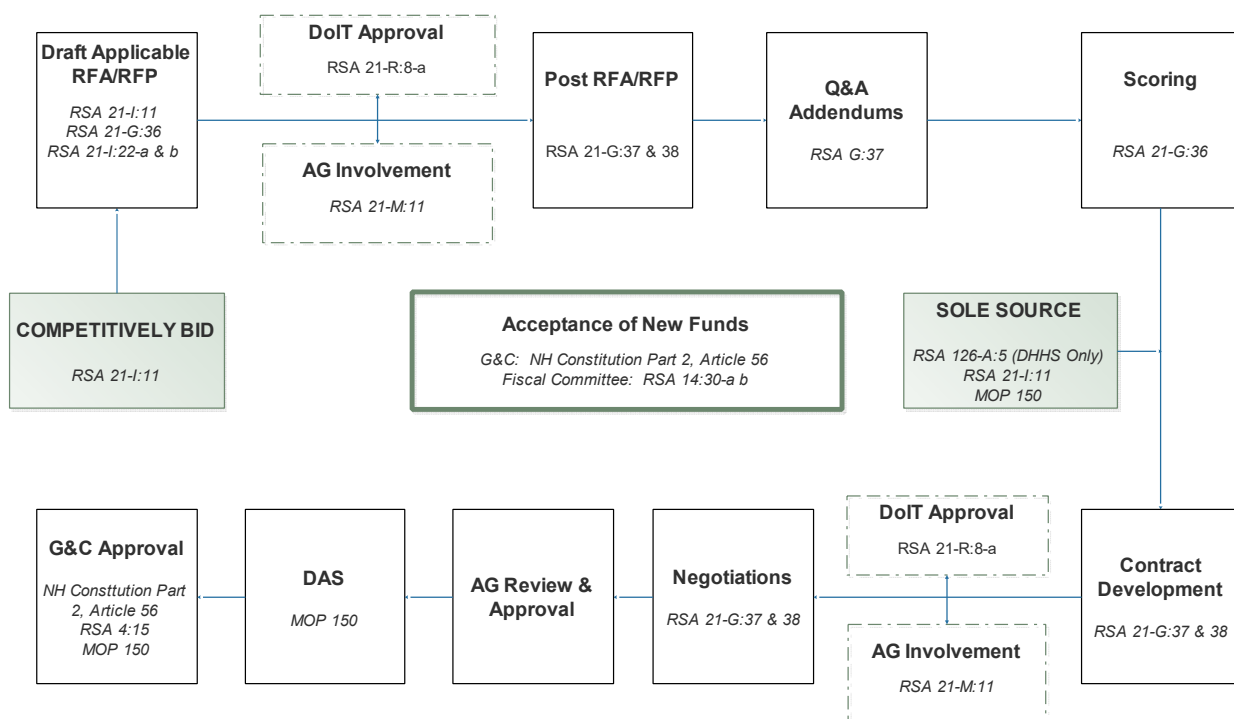 Draft Applicable
RFA/RFP
RSA 21-I:11
RSA 21-G:36
RSA 21-I:22-a & b
DoIT Approval
RSA 21-R:8-a
AG Involvement
RSA 21-M:11
Post RFA/RFP
RSA 21-G:37 & 38
Q&A
Addendums
RSA G:37
Scoring
RSA 21-G:36
COMPETITIVELY BID
RSA 21-I:11
Acceptance of New Funds
G&C: NH Constitution Part 2, Article 56
Fiscal Committee: RSA 14:30-a b
SOLE SOURCE
RSA 126-A:5 (DHHS Only)
RSA 21-I:11
MOP 150
G&C Approval
NH Consttution Part
2, Article 56
RSA 4:15
MOP 150
DAS
MOP 150
AG Review &
Approval
Negotiations
RSA 21-G:37 & 38
DoIT Approval
RSA 21-R:8-a
AG Involvement
RSA 21-M:11
Contract
Development
RSA 21-G:37 & 38